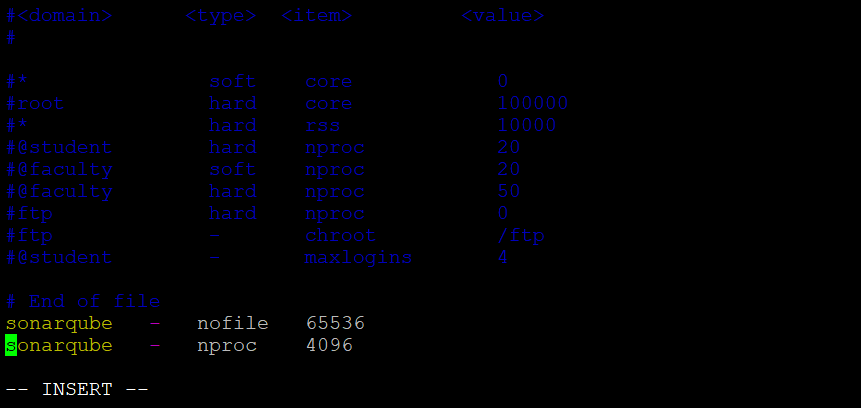 #<domain>      <type>  <item>         <value>
#
#*               soft    core            0
#root            hard    core            100000
#*               hard    rss             10000
#@student        hard    nproc           20
#@faculty        soft    nproc           20
#@faculty        hard    nproc           50
#ftp             hard    nproc           0
#ftp             -       chroot          /ftp
#@student        -       maxlogins       4
# End of file
sonarqube   -   nofile   65536
sonarqube   -   nproc    4096
-- INSERT --